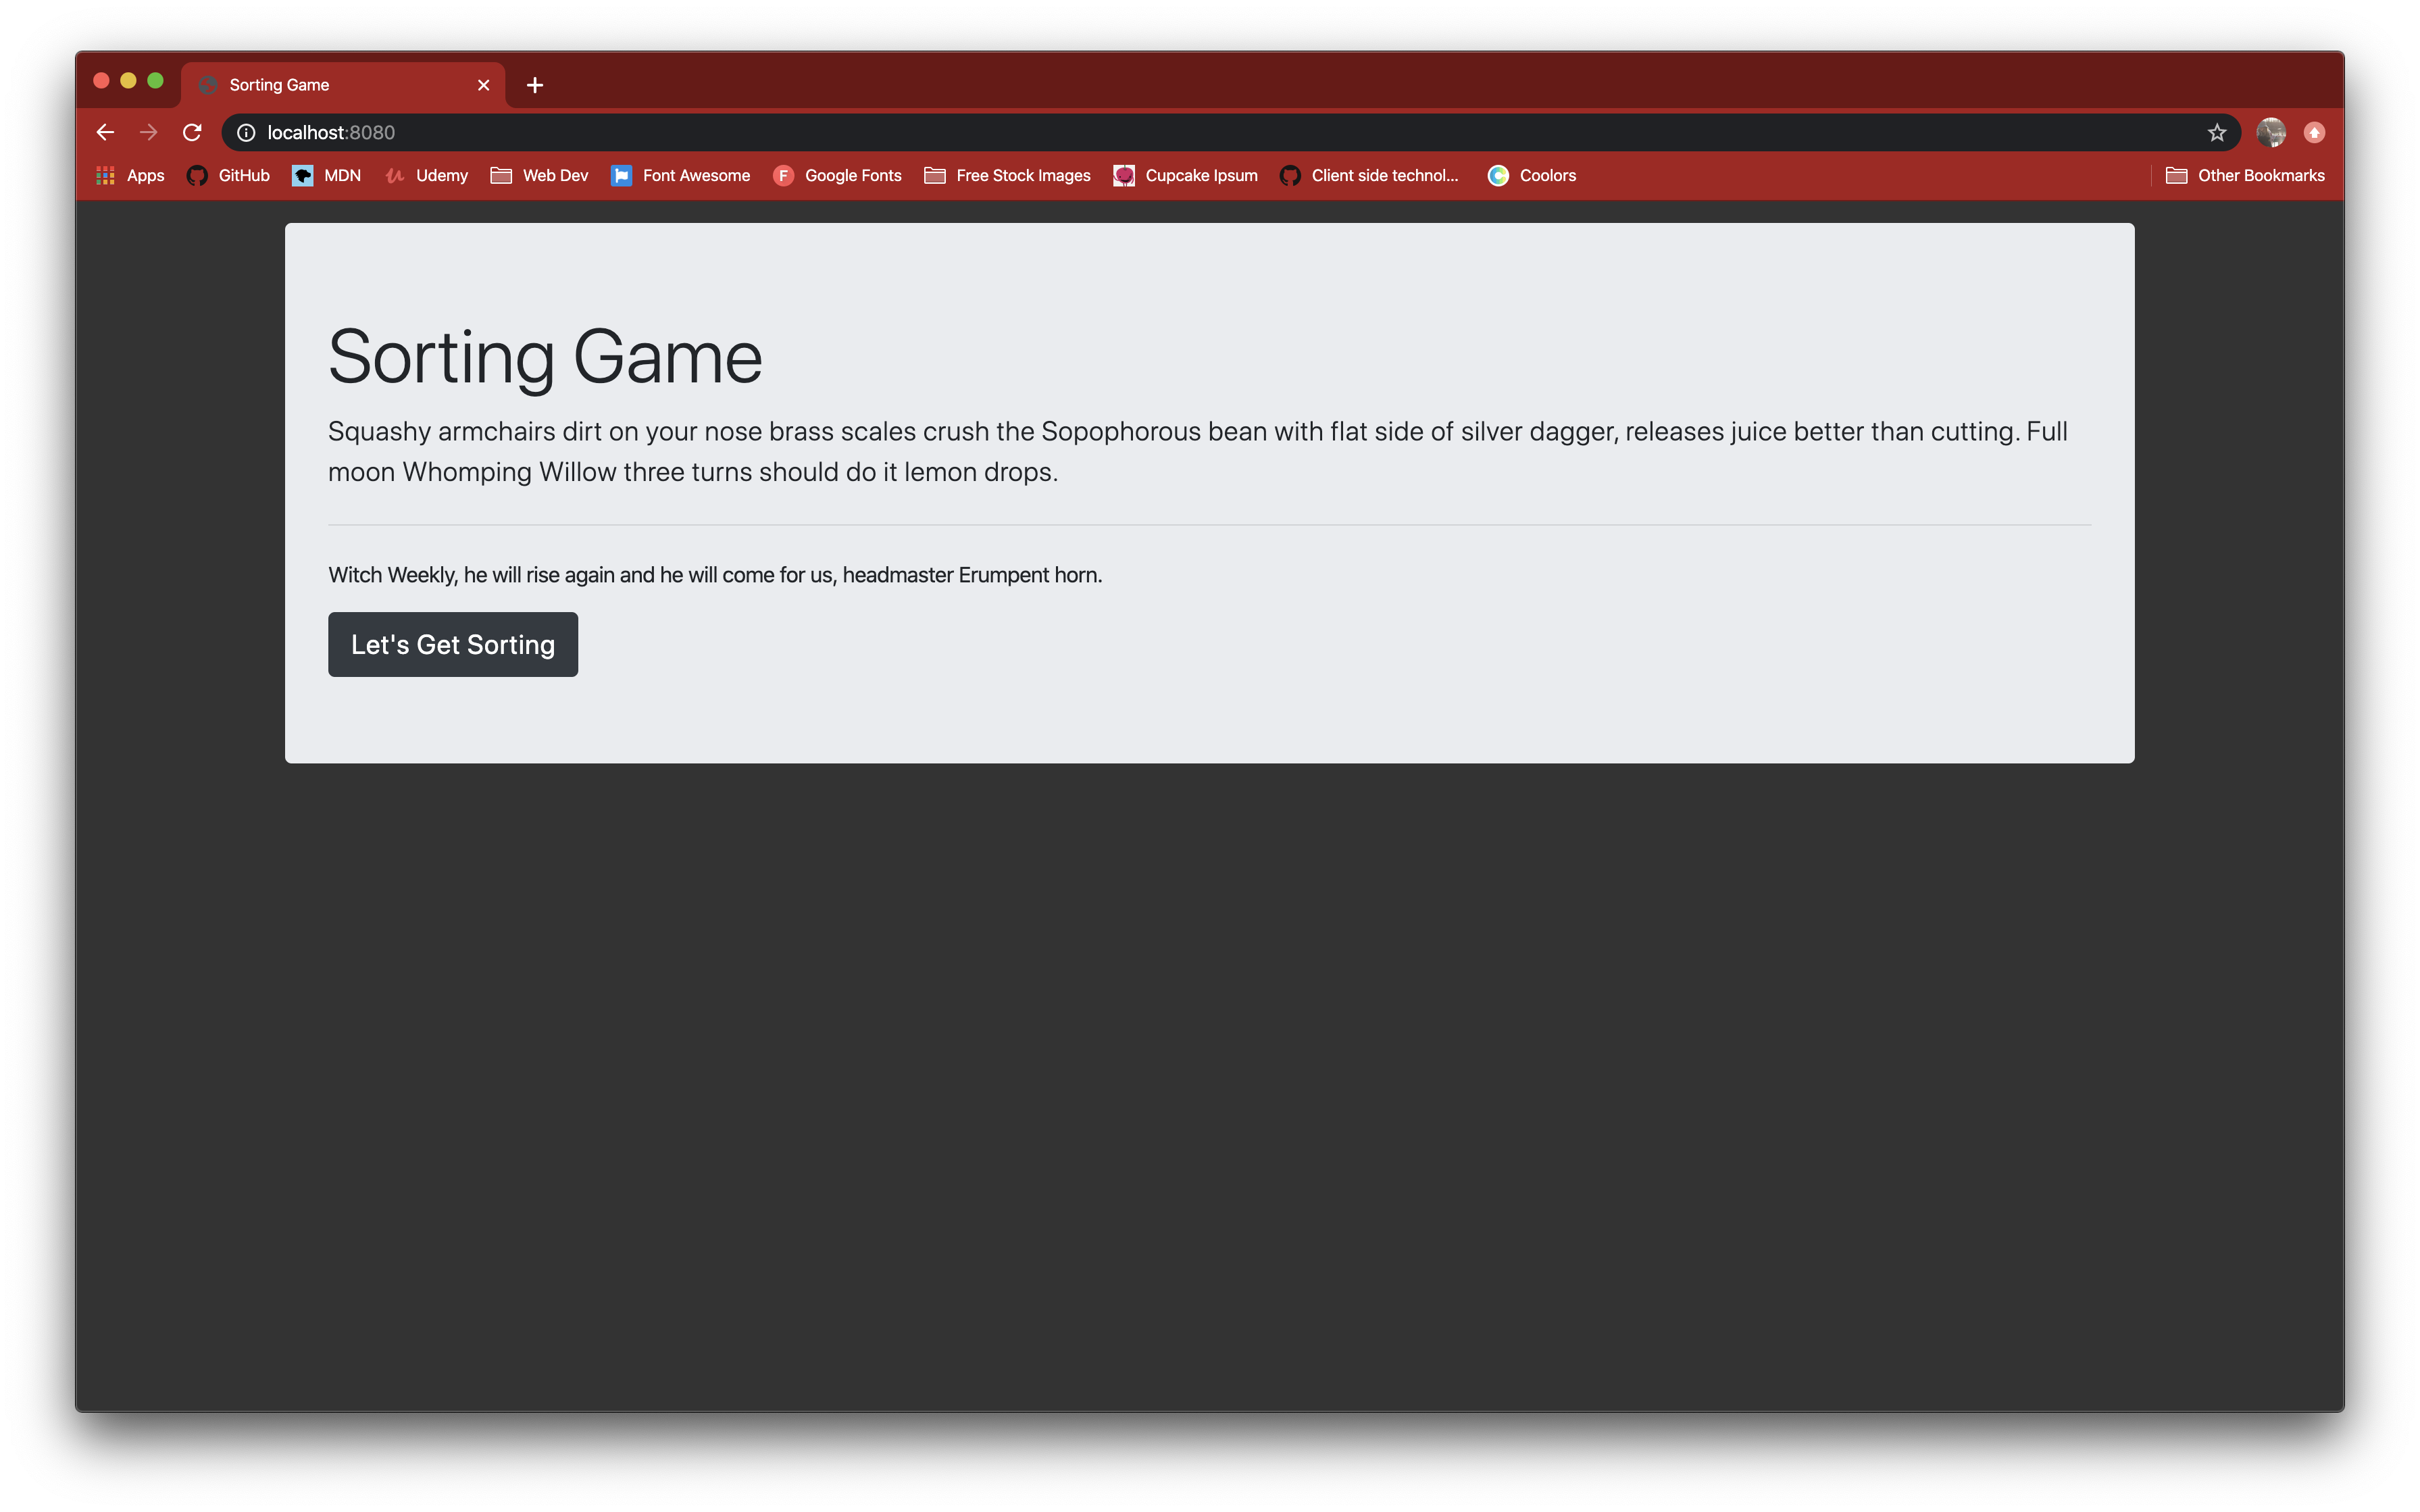 Sorting Game
localhost:8080
Apps GitHub MDN Udemy Web Dev Font Awesome Google Fonts Free Stock Images Cupcake Ipsum Client side technol... Coolors Other Bookmarks
Sorting Game
Squashy armchairs dirt on your nose brass scales crush the Sopophorous bean with flat side of silver dagger, releases juice better than cutting. Full
moon Whomping Willow three turns should do it lemon drops.
Witch Weekly, he will rise again and he will come for us, headmaster Erumpent horn.
Let's Get Sorting